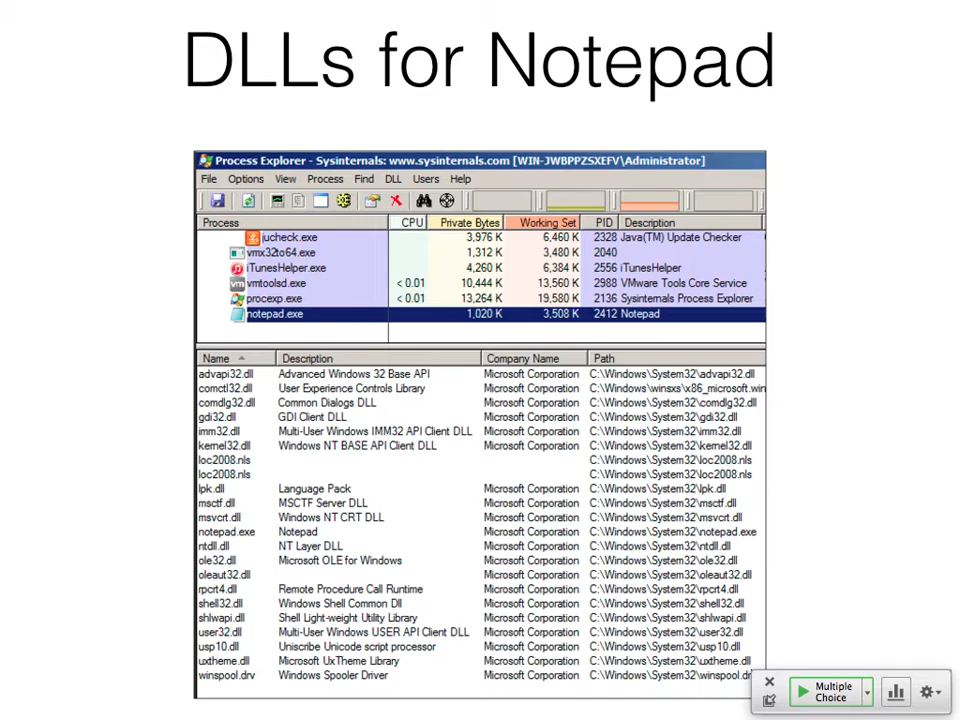 DLLs for Notepad
Process Explorer - Sysinternals: www.sysinternals.com [WIN-JWBPPZSXEFV\Administrator]
File Options View Process Find DLL Users Help
Process CPU Private Bytes Working Set PID Description
jucheck.exe 3,976 K 6,460 K 2328 Java(TM) Update Checker
vmx32to64.exe 1,312 K 3,480 K 2040
iTunesHelper.exe 4,260 K 6,384 K 2556 iTunesHelper
vm vmtoolsd.exe < 0.01 10,444 K 13,560 K 2988 VMware Tools Core Service
procexp.exe < 0.01 13,264 K 19,580 K 2136 Sysinternals Process Explorer
notepad.exe 1,020 K 3,508 K 2412 Notepad
Name Description Company Name Path
advapi32.dll Advanced Windows 32 Base API Microsoft Corporation C:\Windows\System32\advapi32.dll
comctl32.dll User Experience Controls Library Microsoft Corporation C:\Windows\winsxs\x86_microsoft.win
comdlg32.dll Common Dialogs DLL Microsoft Corporation C:\Windows\System32\comdlg32.dll
gdi32.dll GDI Client DLL Microsoft Corporation C:\Windows\System32\gdi32.dll
imm32.dll Multi-User Windows IMM32 API Client DLL Microsoft Corporation C:\Windows\System32\imm32.dll
kernel32.dll Windows NT BASE API Client DLL Microsoft Corporation C:\Windows\System32\kernel32.dll
loc2008.nls C:\Windows\System32\loc2008.nls
loc2008.nls C:\Windows\System32\loc2008.nls
lpk.dll Language Pack Microsoft Corporation C:\Windows\System32\lpk.dll
msctf.dll MSCTF Server DLL Microsoft Corporation C:\Windows\System32\msctf.dll
msvcrt.dll Windows NT CRT DLL Microsoft Corporation C:\Windows\System32\msvcrt.dll
notepad.exe Notepad Microsoft Corporation C:\Windows\System32\notepad.exe
ntdll.dll NT Layer DLL Microsoft Corporation C:\Windows\System32\ntdll.dll
ole32.dll Microsoft OLE for Windows Microsoft Corporation C:\Windows\System32\ole32.dll
oleaut32.dll Microsoft Corporation C:\Windows\System32\oleaut32.dll
rpcrt4.dll Remote Procedure Call Runtime Microsoft Corporation C:\Windows\System32\rpcrt4.dll
shell32.dll Windows Shell Common Dll Microsoft Corporation C:\Windows\System32\shell32.dll
shlwapi.dll Shell Light-weight Utility Library Microsoft Corporation C:\Windows\System32\shlwapi.dll
user32.dll Multi-User Windows USER API Client DLL Microsoft Corporation C:\Windows\System32\user32.dll
usp10.dll Uniscribe Unicode script processor Microsoft Corporation C:\Windows\System32\usp10.dll
uxtheme.dll Microsoft UxTheme Library Microsoft Corporation C:\Windows\System32\uxtheme.dll
winspool.drv Windows Spooler Driver Microsoft Corporation C:\Windows\System32\winspool.drv
Multiple
Choice